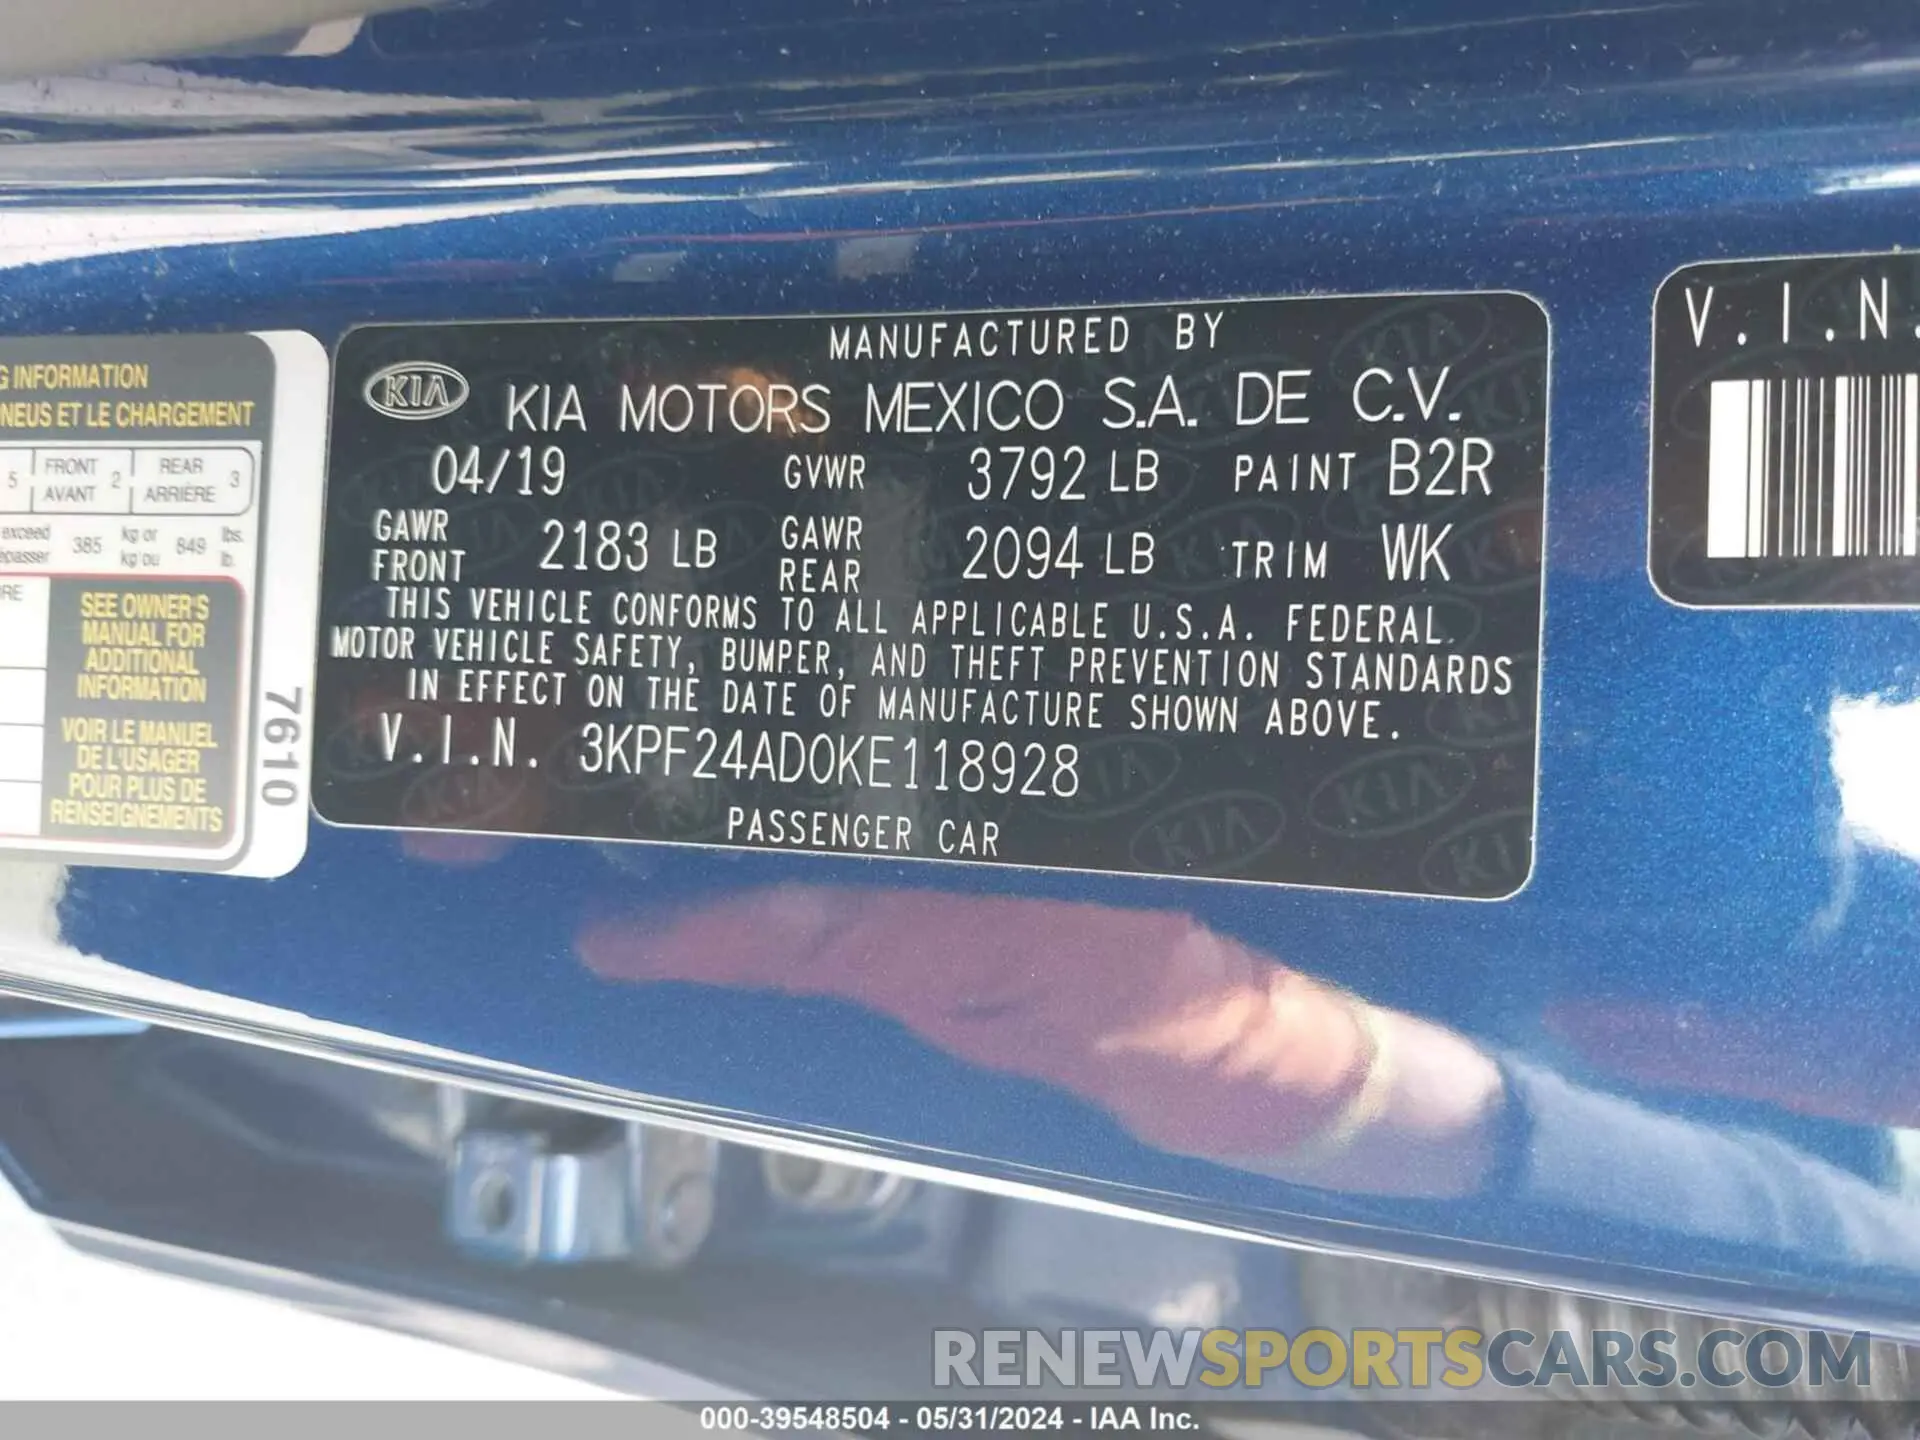 G INFORMATION
NEUS ET LE CHARGEMENT
5 FRONT AVANT 2 REAR ARRIÈRE 3
exceed 385 kg or 849 lbs.
kg ou lb.
SEE OWNER'S
MANUAL FOR
ADDITIONAL
INFORMATION
VOIR LE MANUEL
DE L'USAGER
POUR PLUS DE
RENSEIGNEMENTS
7610
MANUFACTURED BY
KIA KIA MOTORS MEXICO S.A. DE C.V.
04/19 GVWR 3792 LB PAINT B2R
GAWR FRONT 2183 LB GAWR REAR 2094 LB TRIM WK
THIS VEHICLE CONFORMS TO ALL APPLICABLE U.S.A. FEDERAL
MOTOR VEHICLE SAFETY, BUMPER, AND THEFT PREVENTION STANDARDS
IN EFFECT ON THE DATE OF MANUFACTURE SHOWN ABOVE.
V.I.N. 3KPF24AD0KE118928
PASSENGER CAR
V.I.N.
RENEWSPORTSCARS.COM
000-39548504 - 05/31/2024 - IAA Inc.